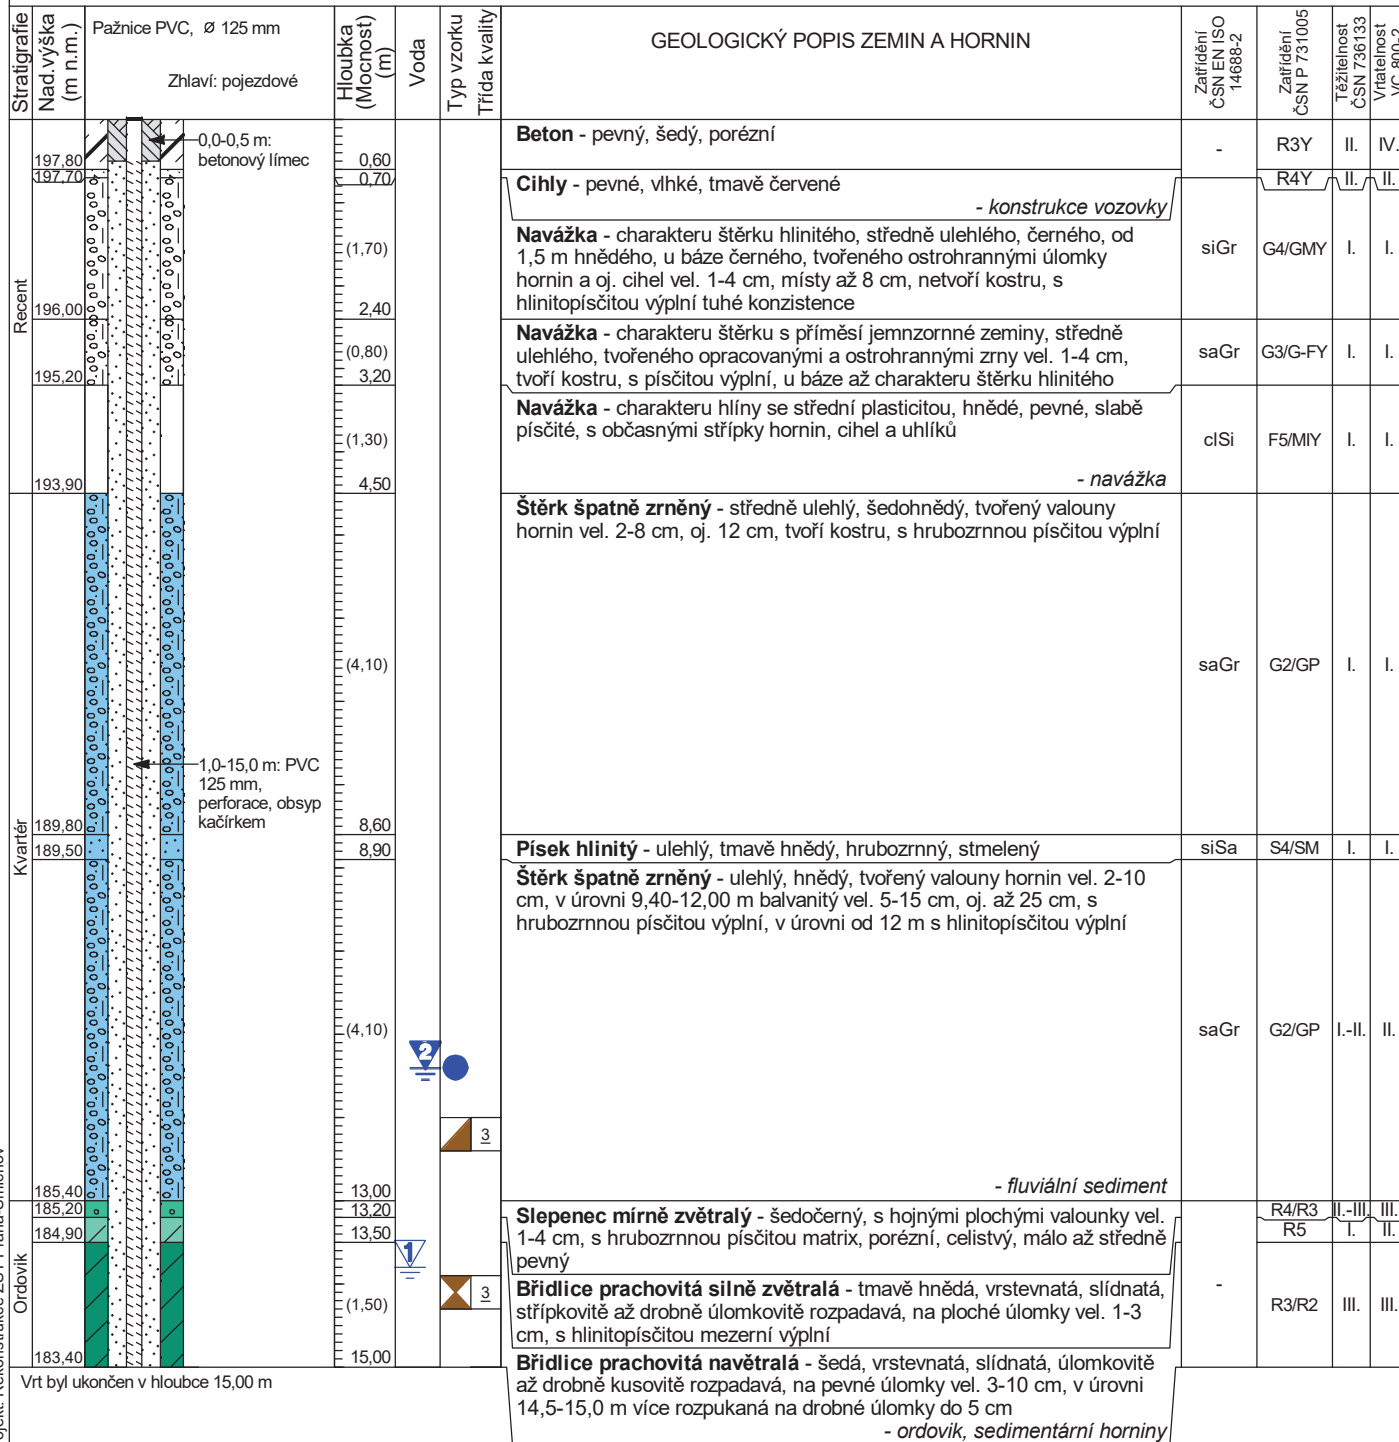 Stratigrafie
Nad.výška
(m n.m.)
Pažnice PVC, Ø 125 mm
Zhlaví: pojezdové
Hloubka
(Mocnost)
(m)
Voda
Typ vzorku
Třída kvality
GEOLOGICKÝ POPIS ZEMIN A HORNIN
Zatřídění
ČSN EN ISO
14688-2
Zatřídění
ČSN P 731005
Těžitelnost
ČSN 736133
Vrtatelnost
VC 800-2
Recent
197,80
0,0-0,5 m:
betonový límec
0,60
Beton - pevný, šedý, porézní
-
R3Y
II.
IV.
197,70
0,70
Cihly - pevné, vlhké, tmavě červené
- konstrukce vozovky
R4Y
II.
II.
(1,70)
Navážka - charakteru štěrku hlinitého, středně ulehlého, černého, od
1,5 m hnědého, u báze černého, tvořeného ostrohrannými úlomky
hornin a oj. cihel vel. 1-4 cm, místy až 8 cm, netvoří kostru, s
hlinitopísčitou výplní tuhé konzistence
siGr
G4/GMY
I.
I.
196,00
2,40
(0,80)
Navážka - charakteru štěrku s příměsí jemnzornné zeminy, středně
ulehlého, tvořeného opracovanými a ostrohrannými zrny vel. 1-4 cm,
tvoří kostru, s písčitou výplní, u báze až charakteru štěrku hlinitého
saGr
G3/G-FY
I.
I.
195,20
3,20
(1,30)
Navážka - charakteru hlíny se střední plasticitou, hnědé, pevné, slabě
písčité, s občasnými střípky hornin, cihel a uhlíků
- navážka
clSi
F5/MIY
I.
I.
193,90
4,50
Kvartér
Štěrk špatně zrněný - středně ulehlý, šedohnědý, tvořený valouny
hornin vel. 2-8 cm, oj. 12 cm, tvoří kostru, s hrubozrnnou písčitou výplní
(4,10)
saGr
G2/GP
I.
I.
1,0-15,0 m: PVC
125 mm,
perforace, obsyp
kačírkem
189,80
8,60
189,50
8,90
Písek hlinitý - ulehlý, tmavě hnědý, hrubozrnný, stmelený
siSa
S4/SM
I.
I.
Štěrk špatně zrněný - ulehlý, hnědý, tvořený valouny hornin vel. 2-10
cm, v úrovni 9,40-12,00 m balvanitý vel. 5-15 cm, oj. až 25 cm, s
hrubozrnnou písčitou výplní, v úrovni od 12 m s hlinitopísčitou výplní
(4,10)
2
saGr
G2/GP
I.-II.
II.
3
- fluviální sediment
185,40
13,00
Ordovik
185,20
13,20
Slepenec mírně zvětralý - šedočerný, s hojnými plochými valounky vel.
1-4 cm, s hrubozrnnou písčitou matrix, porézní, celistvý, málo až středně
pevný
R4/R3
II.-III.
III.
184,90
13,50
R5
I.
II.
1
Břidlice prachovitá silně zvětralá - tmavě hnědá, vrstevnatá, slídnatá,
střípkovitě až drobně úlomkovitě rozpadavá, na ploché úlomky vel. 1-3
cm, s hlinitopísčitou mezerní výplní
3
(1,50)
-
R3/R2
III.
III.
183,40
15,00
Břidlice prachovitá navětralá - šedá, vrstevnatá, slídnatá, úlomkovitě
až drobně kusovitě rozpadavá, na pevné úlomky vel. 3-10 cm, v úrovni
14,5-15,0 m více rozpukaná na drobné úlomky do 5 cm
- ordovik, sedimentární horniny
Vrt byl ukončen v hloubce 15,00 m